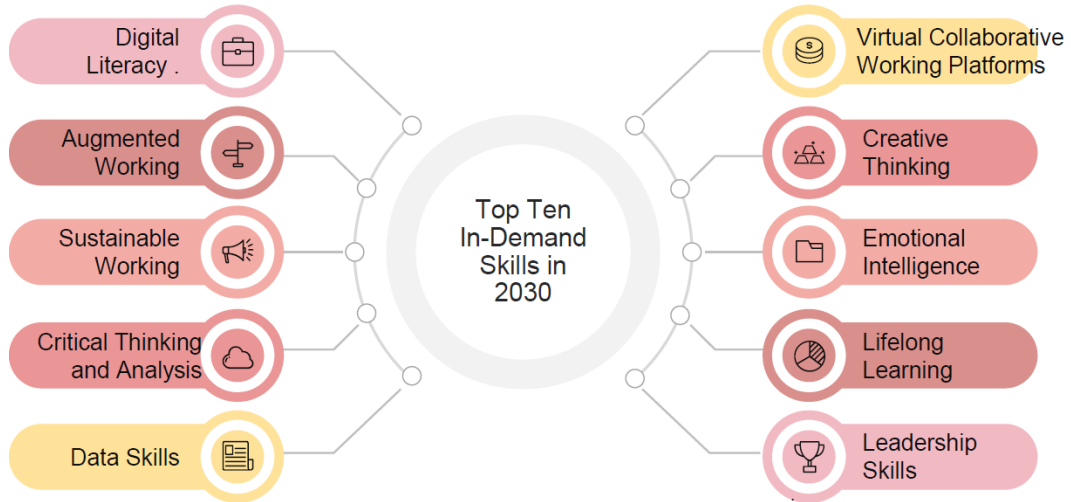 Digital
Literacy .
Augmented
Working
Sustainable
Working
Critical Thinking
and Analysis
Data Skills
Top Ten
In-Demand
Skills in
2030
Virtual Collaborative
Working Platforms
$
Creative
Thinking
Emotional
Intelligence
Lifelong
Learning
Leadership
Skills